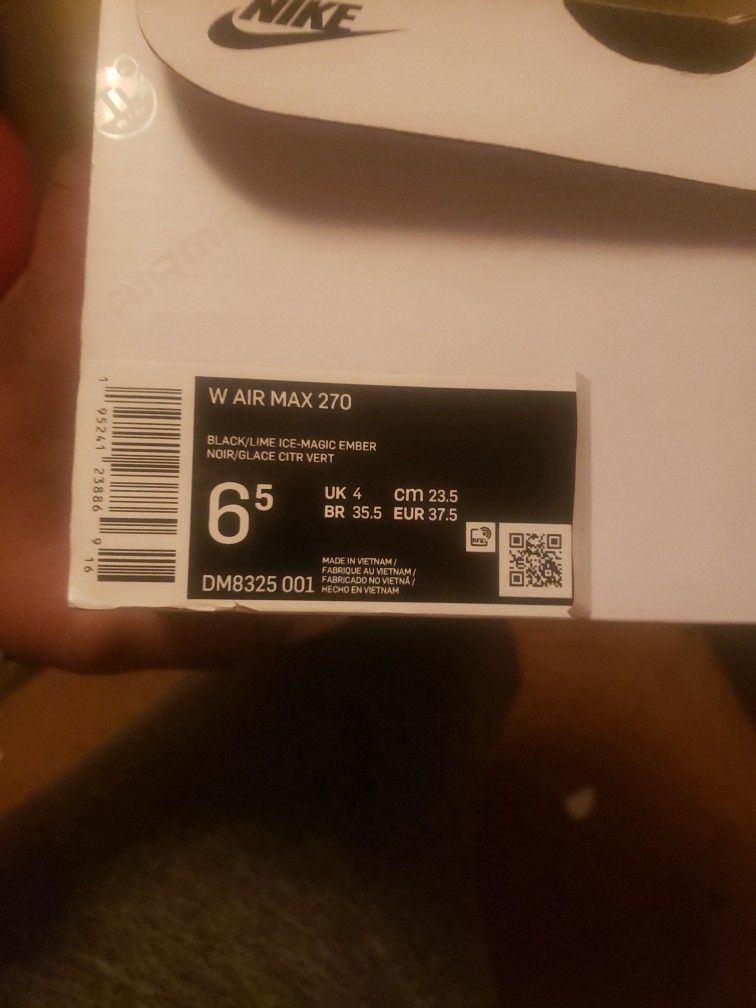 NIKE
W AIR MAX 270
BLACK/LIME ICE-MAGIC EMBER
NOIR/GLACE CITR VERT
6⁵
UK 4 cm 23.5
BR 35.5 EUR 37.5
RFID
DM8325 001
MADE IN VIETNAM /
FABRIQUE AU VIETNAM /
FABRICADO NO VIETNÃ /
HECHO EN VIETNAM
1 95241 23886 9 16